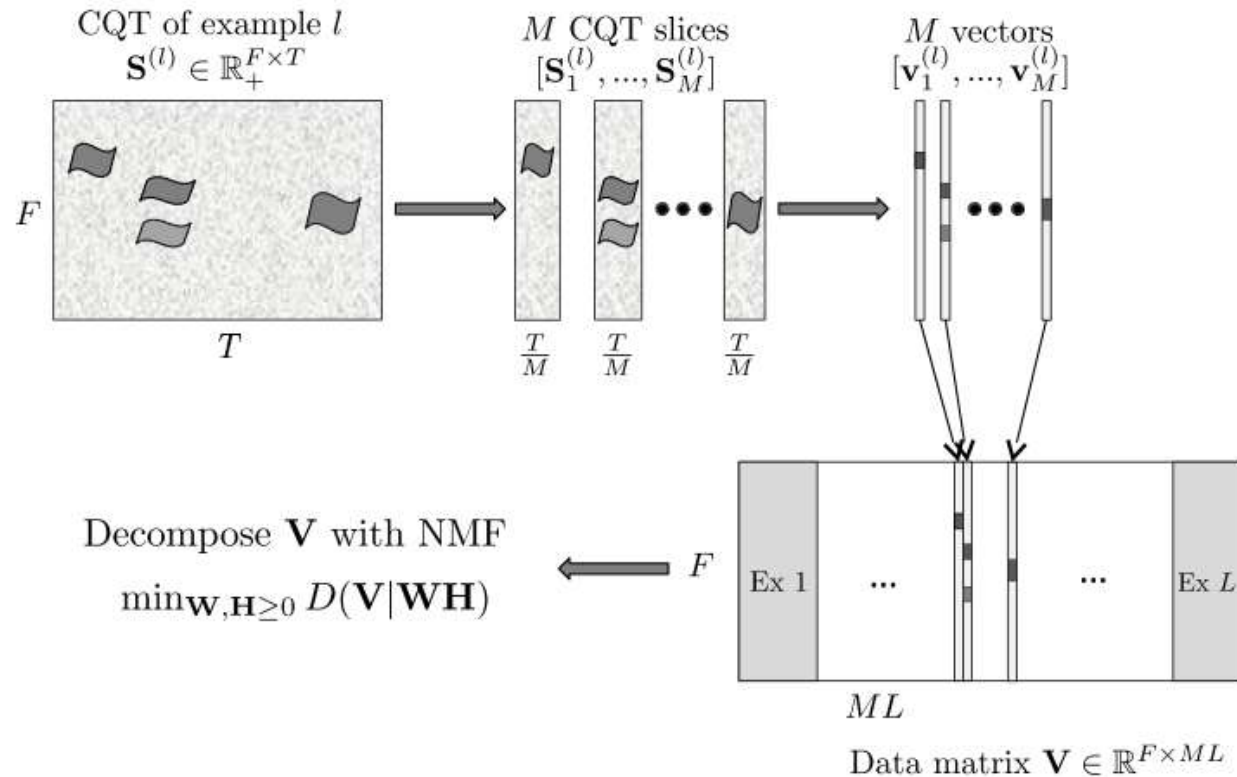 CQT of example l
S^{(l)} ∈ ℝ_+^{F×T}
F
T
M CQT slices
[S_1^{(l)}, ..., S_M^{(l)}]
T/M
T/M
T/M
M vectors
[v_1^{(l)}, ..., v_M^{(l)}]
Decompose V with NMF
min_{W,H≥0} D(V|WH)
F
Ex 1
...
...
Ex L
ML
Data matrix V ∈ ℝ^{F×ML}